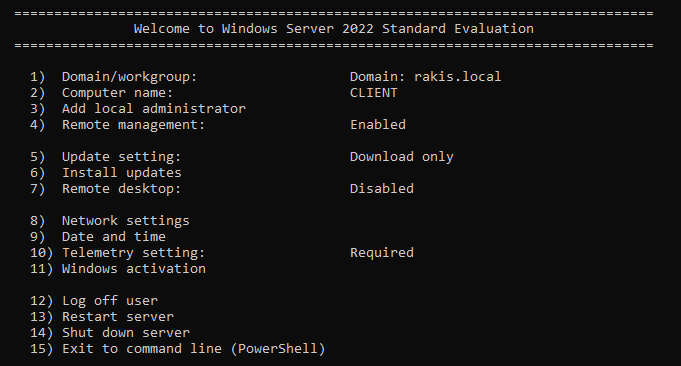 ================================================================================
Welcome to Windows Server 2022 Standard Evaluation
================================================================================
1) Domain/workgroup: Domain: rakis.local
2) Computer name: CLIENT
3) Add local administrator
4) Remote management: Enabled
5) Update setting: Download only
6) Install updates
7) Remote desktop: Disabled
8) Network settings
9) Date and time
10) Telemetry setting: Required
11) Windows activation
12) Log off user
13) Restart server
14) Shut down server
15) Exit to command line (PowerShell)